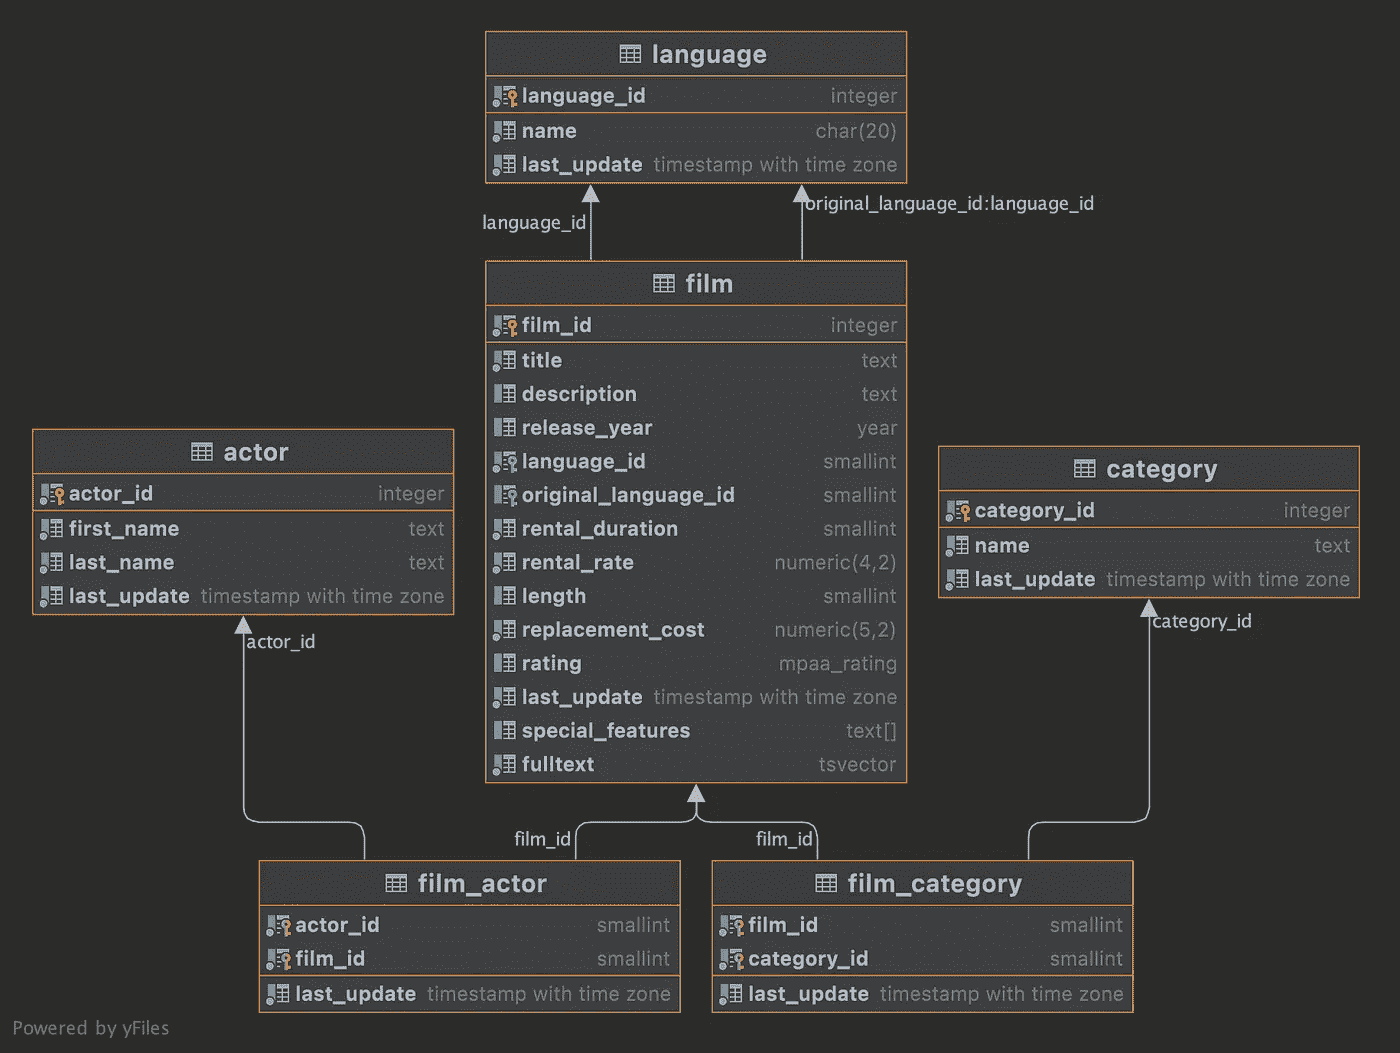 language
language_id integer
name char(20)
last_update timestamp with time zone
language_id
original_language_id:language_id
film
film_id integer
title text
description text
release_year year
language_id smallint
original_language_id smallint
rental_duration smallint
rental_rate numeric(4,2)
length smallint
replacement_cost numeric(5,2)
rating mpaa_rating
last_update timestamp with time zone
special_features text[]
fulltext tsvector
actor
actor_id integer
first_name text
last_name text
last_update timestamp with time zone
actor_id
category
category_id integer
name text
last_update timestamp with time zone
category_id
film_id
film_id
film_actor
actor_id smallint
film_id smallint
last_update timestamp with time zone
film_category
film_id smallint
category_id smallint
last_update timestamp with time zone
Powered by yFiles